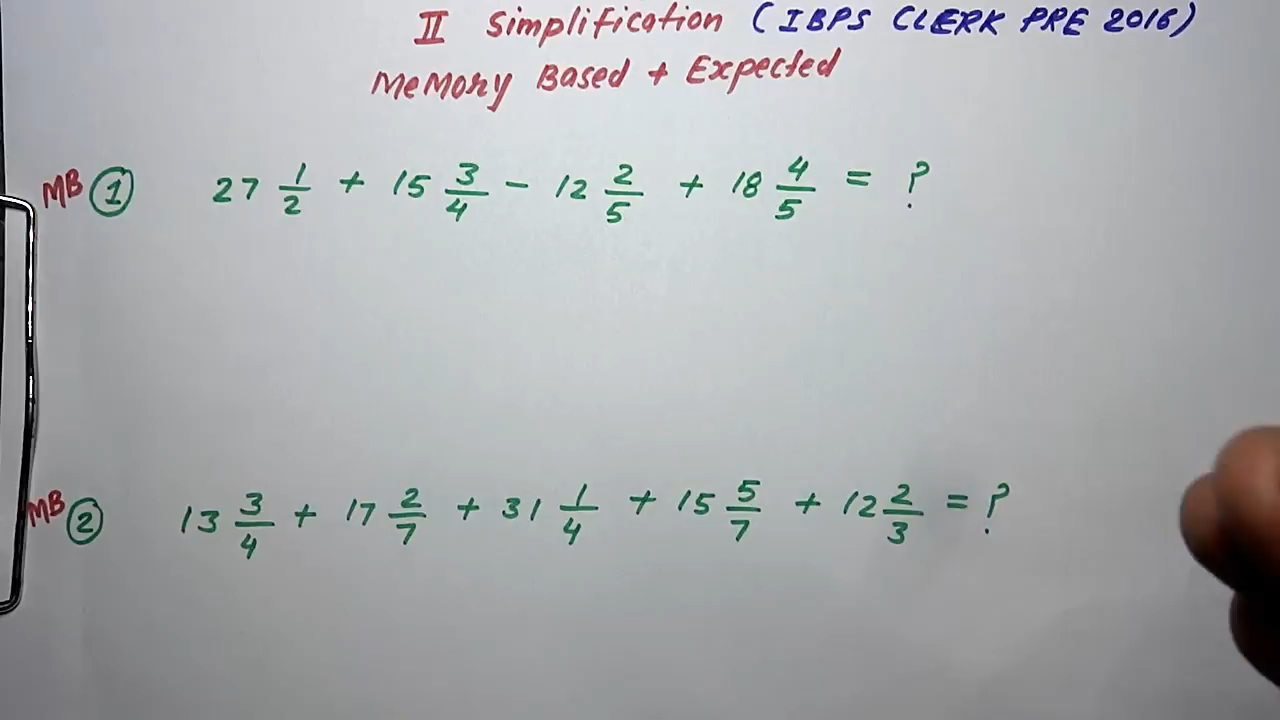 II Simplification (IBPS CLERK PRE 2016)
MeMory Based + Expected
MB 1 27 1/2 + 15 3/4 - 12 2/5 + 18 4/5 = ?
MB 2 13 3/4 + 17 2/7 + 31 1/4 + 15 5/7 + 12 2/3 = ?